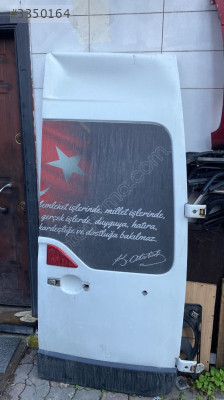 #3350164
memleket işlerinde, millet işlerinde,
gerçek işlerde, duyguya, hatıra,
kardeşliğe ve dostluğa bakılmaz.
K. Atatürk